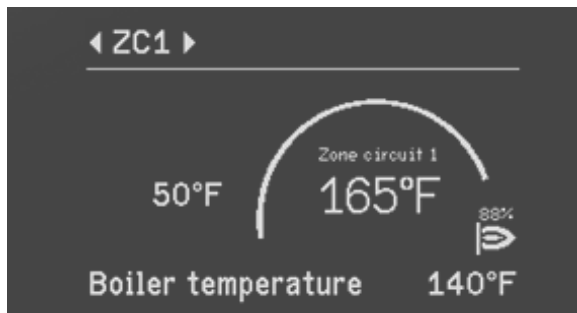 ZC1
Zone circuit 1
50°F
165°F
88%
Boiler temperature 140°F